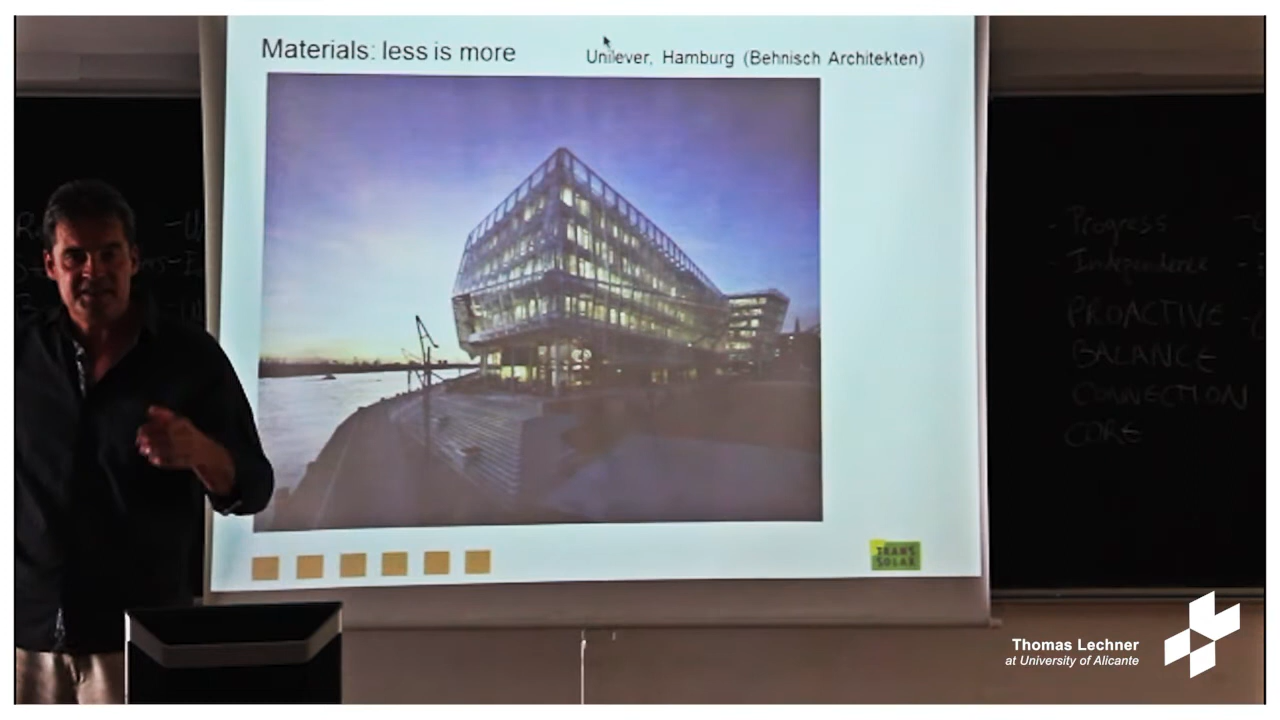 Materials: less is more
Unilever, Hamburg (Behnisch Architekten)
- Progress
- Independence -
PROACTIVE -
BALANCE
CONNECTION
CORE
TRANS
SOLAR
Thomas Lechner
at University of Alicante